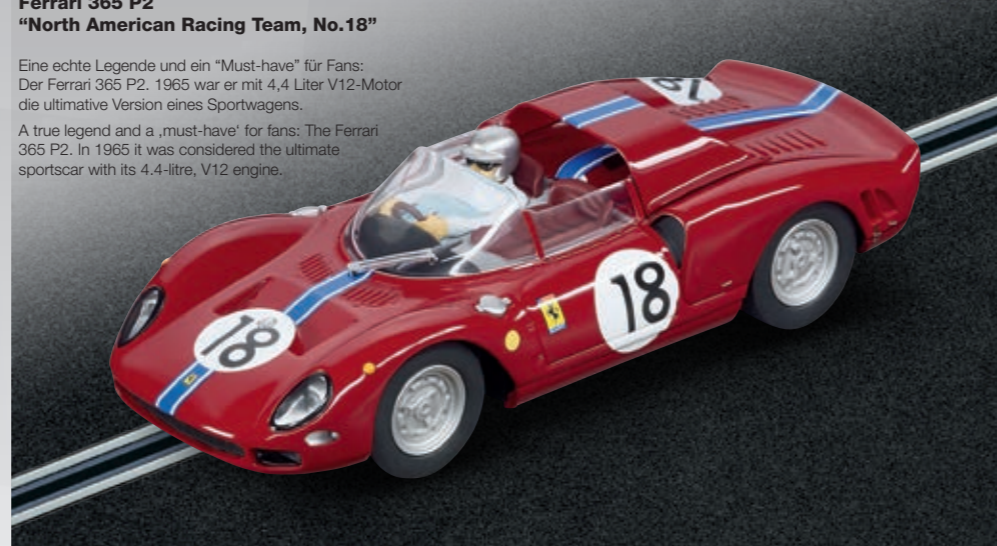 Ferrari 365 P2
“North American Racing Team, No.18”
Eine echte Legende und ein “Must-have” für Fans:
Der Ferrari 365 P2. 1965 war er mit 4,4 Liter V12-Motor
die ultimative Version eines Sportwagens.
A true legend and a ‚must-have‘ for fans: The Ferrari
365 P2. In 1965 it was considered the ultimate
sportscar with its 4.4-litre, V12 engine.
18
18